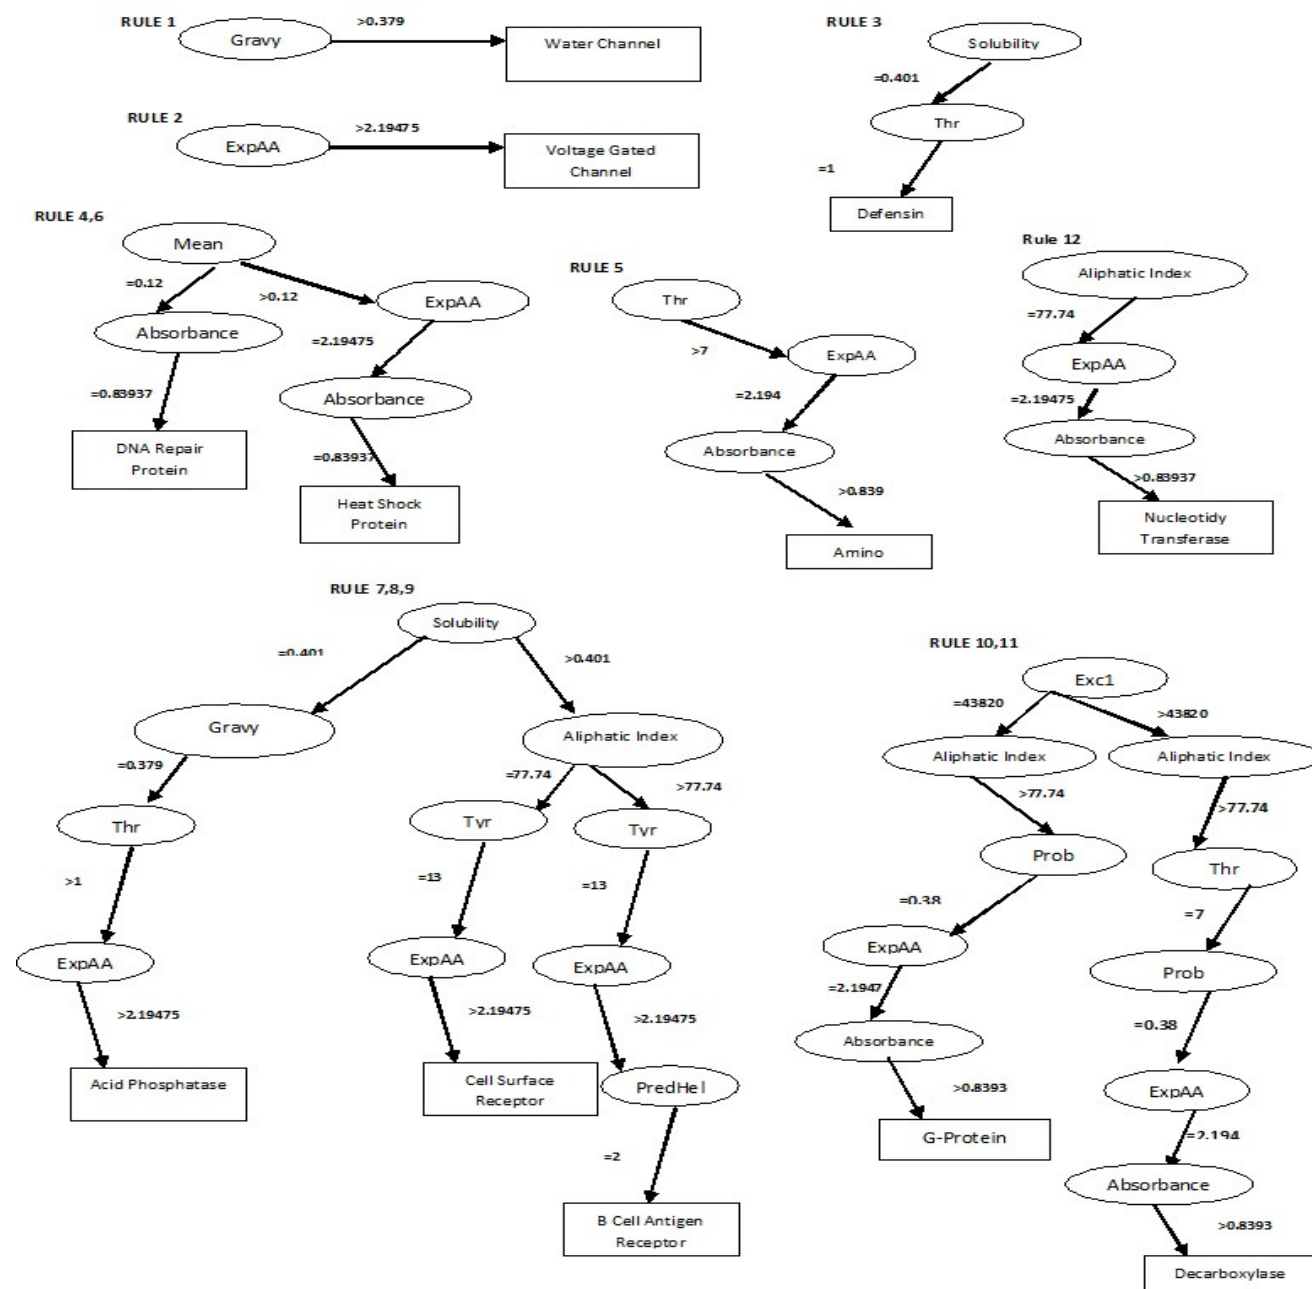 RULE 1
Gravy
>0.379
Water Channel
RULE 2
ExpAA
>2.19475
Voltage Gated
Channel
RULE 3
Solubility
=0.401
Thr
=1
Defensin
RULE 4,6
Mean
=0.12
>0.12
Absorbance
ExpAA
=0.83937
=2.19475
DNA Repair
Protein
Absorbance
=0.83937
Heat Shock
Protein
RULE 5
Thr
>7
ExpAA
=2.194
Absorbance
>0.839
Amino
Rule 12
Aliphatic Index
=77.74
ExpAA
=2.19475
Absorbance
>0.83937
Nucleotidy
Transferase
RULE 7,8,9
Solubility
=0.401
>0.401
Gravy
Aliphatic Index
=0.379
=77.74
>77.74
Thr
Tyr
Tyr
>1
=13
=13
ExpAA
ExpAA
ExpAA
>2.19475
>2.19475
>2.19475
Acid Phosphatase
Cell Surface
Receptor
PredHel
=2
B Cell Antigen
Receptor
RULE 10,11
Exc1
=43820
>43820
Aliphatic Index
Aliphatic Index
>77.74
>77.74
Prob
Thr
=0.38
=7
ExpAA
Prob
=2.1947
=0.38
Absorbance
ExpAA
>0.8393
=2.194
G-Protein
Absorbance
>0.8393
Decarboxylase